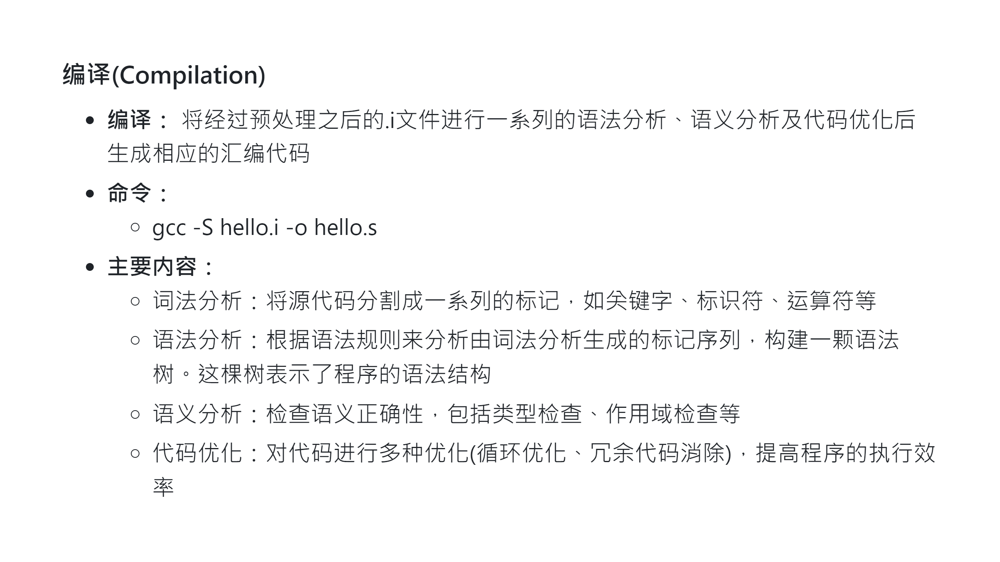 编译(Compilation)
编译： 将经过预处理之后的.i文件进行一系列的语法分析、语义分析及代码优化后
生成相应的汇编代码
命令：
gcc -S hello.i -o hello.s
主要内容：
词法分析：将源代码分割成一系列的标记，如关键字、标识符、运算符等
语法分析：根据语法规则来分析由词法分析生成的标记序列，构建一颗语法
树。这棵树表示了程序的语法结构
语义分析：检查语义正确性，包括类型检查、作用域检查等
代码优化：对代码进行多种优化(循环优化、冗余代码消除)，提高程序的执行效
率